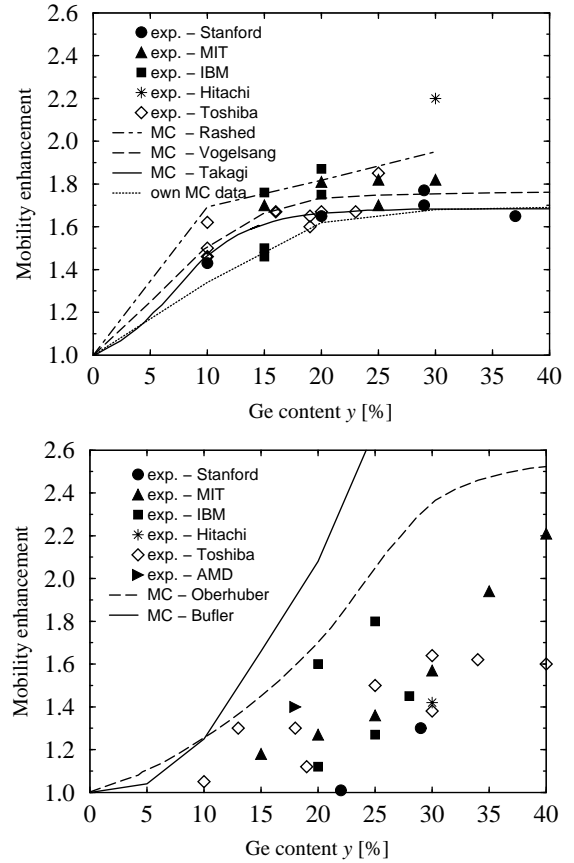 2.6
2.4
2.2
2.0
1.8
1.6
1.4
1.2
1.0
Mobility enhancement
exp. – Stanford
exp. – MIT
exp. – IBM
exp. – Hitachi
exp. – Toshiba
MC – Rashed
MC – Vogelsang
MC – Takagi
own MC data
0 5 10 15 20 25 30 35 40
Ge content y [%]
2.6
2.4
2.2
2.0
1.8
1.6
1.4
1.2
1.0
Mobility enhancement
exp. – Stanford
exp. – MIT
exp. – IBM
exp. – Hitachi
exp. – Toshiba
exp. – AMD
MC – Oberhuber
MC – Bufler
0 5 10 15 20 25 30 35 40
Ge content y [%]